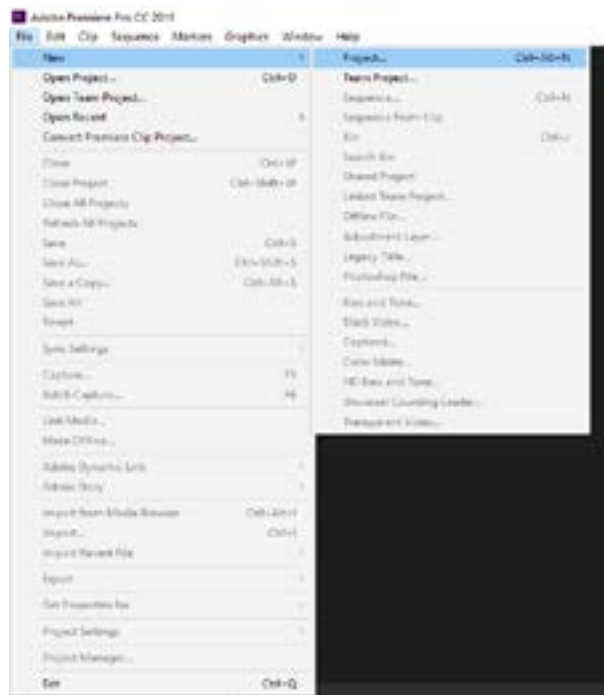 Adobe Premiere Pro CC 2019
File Edit Clip Sequence Markers Graphics Window Help
New
Open Project... Ctrl+O
Open Team Project...
Open Recent
Convert Premiere Clip Project...
Close Ctrl+W
Close Project Ctrl+Shift+W
Close All Projects
Refresh All Projects
Save Ctrl+S
Save As... Ctrl+Shift+S
Save a Copy... Ctrl+Alt+S
Save All
Revert
Sync Settings
Capture... F5
Batch Capture... F6
Link Media...
Make Offline...
Adobe Dynamic Link
Adobe Story
Import from Media Browser Ctrl+Alt+I
Import... Ctrl+I
Import Recent File
Export
Get Properties for
Project Settings
Project Manager...
Exit Ctrl+Q
Project... Ctrl+Alt+N
Team Project...
Sequence... Ctrl+N
Sequence From Clip
Bin
Search Bin
Shared Project
Linked Team Project...
Offline File...
Adjustment Layer...
Legacy Title...
Photoshop File...
Bars and Tone...
Black Video...
Captions...
Color Matte...
HD Bars and Tone...
Universal Counting Leader...
Transparent Video...